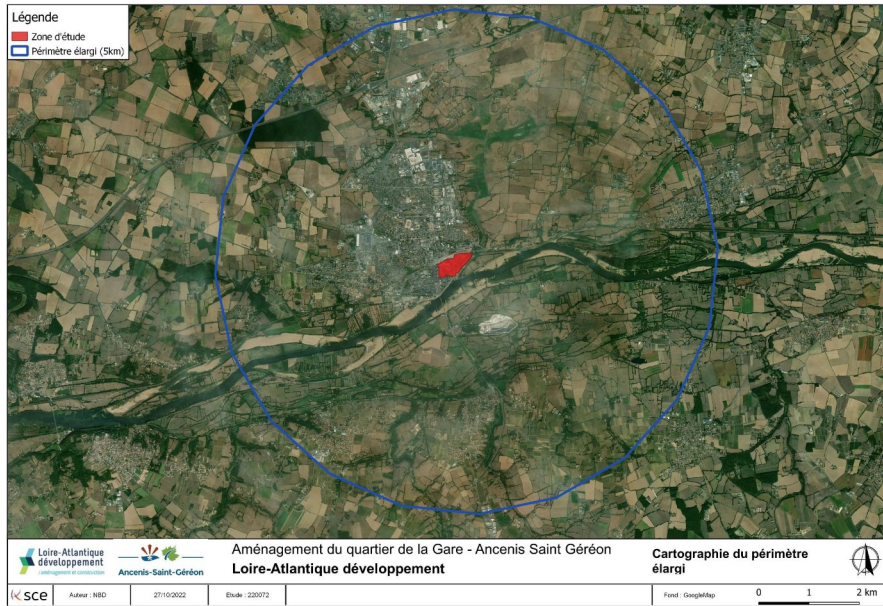 Légende
Zone d'étude
Périmètre élargi (5km)
Loire-Atlantique
développement
aménagement et construction
Ancenis-Saint-Géréon
Aménagement du quartier de la Gare - Ancenis Saint Géréon
Loire-Atlantique développement
Cartographie du périmètre
élargi
sce
Auteur : NBD
27/10/2022
Etude : 220072
Fond : GoogleMap
0 1 2 km